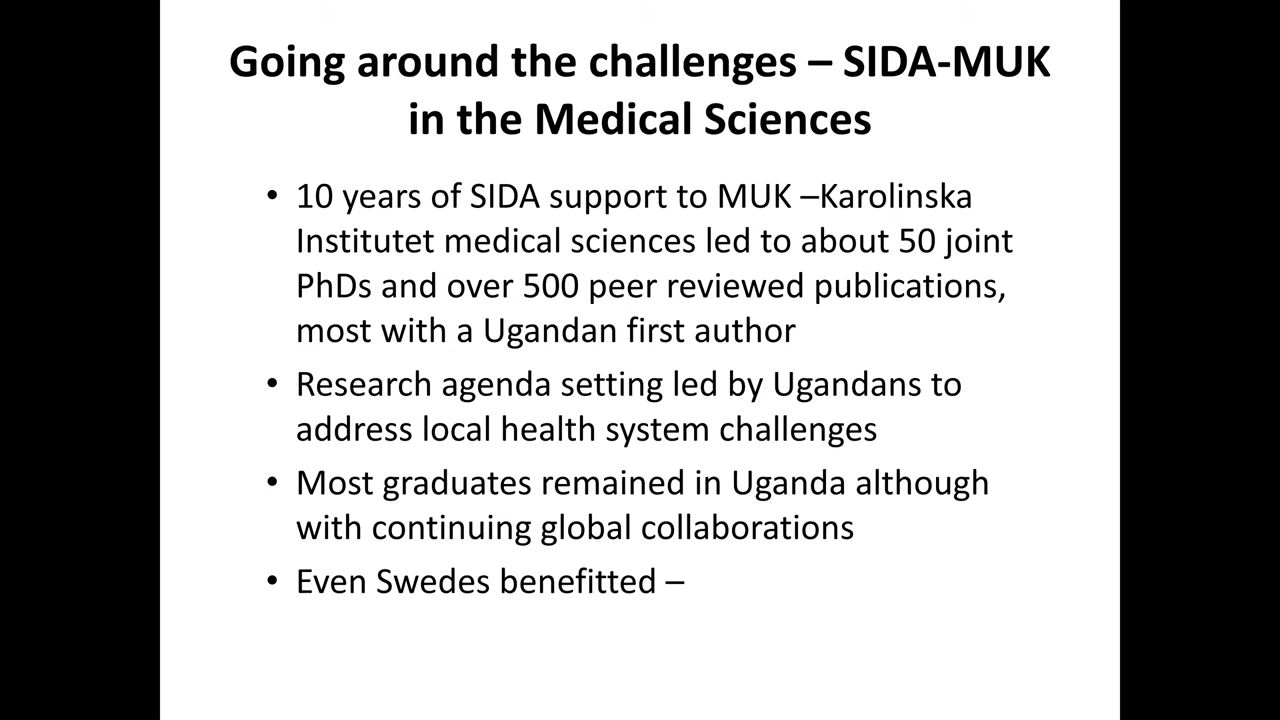 Going around the challenges – SIDA-MUK
in the Medical Sciences
• 10 years of SIDA support to MUK –Karolinska
Institutet medical sciences led to about 50 joint
PhDs and over 500 peer reviewed publications,
most with a Ugandan first author
• Research agenda setting led by Ugandans to
address local health system challenges
• Most graduates remained in Uganda although
with continuing global collaborations
• Even Swedes benefitted –